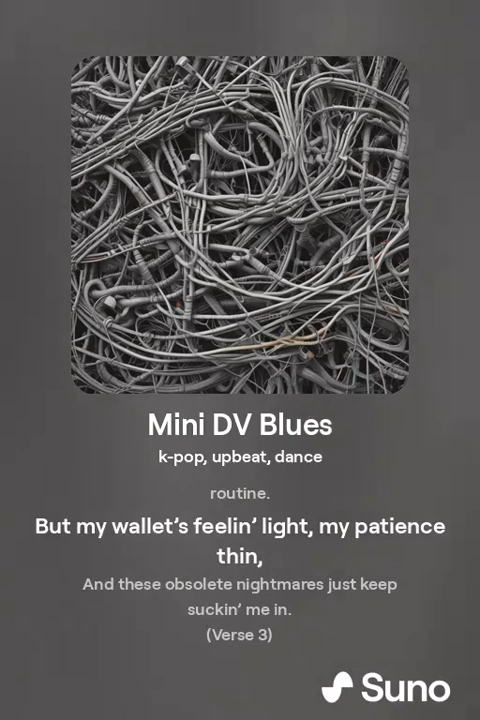 Mini DV Blues
k-pop, upbeat, dance
routine.
But my wallet’s feelin’ light, my patience
thin,
And these obsolete nightmares just keep
suckin’ me in.
(Verse 3)
Suno